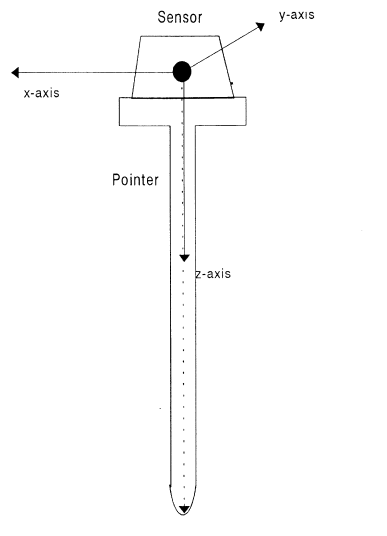 Sensor
y-axis
x-axis
Pointer
z-axis